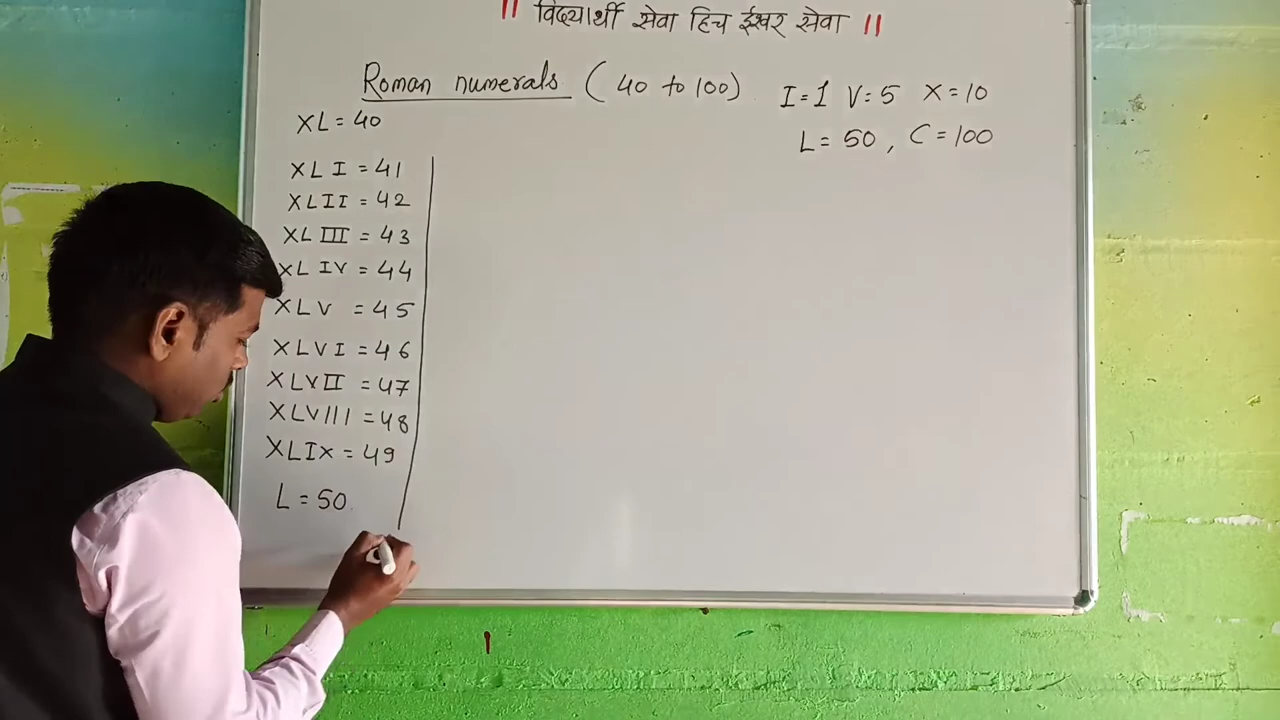 ॥ विद्यार्थी सेवा हिच ईश्वर सेवा ॥
Roman numerals (40 to 100)
I=1 V=5 X=10
L=50, C=100
XL=40
XLI=41
XLII=42
XLIII=43
XLIV=44
XLV=45
XLVI=46
XLVII=47
XLVIII=48
XLIX=49
L=50